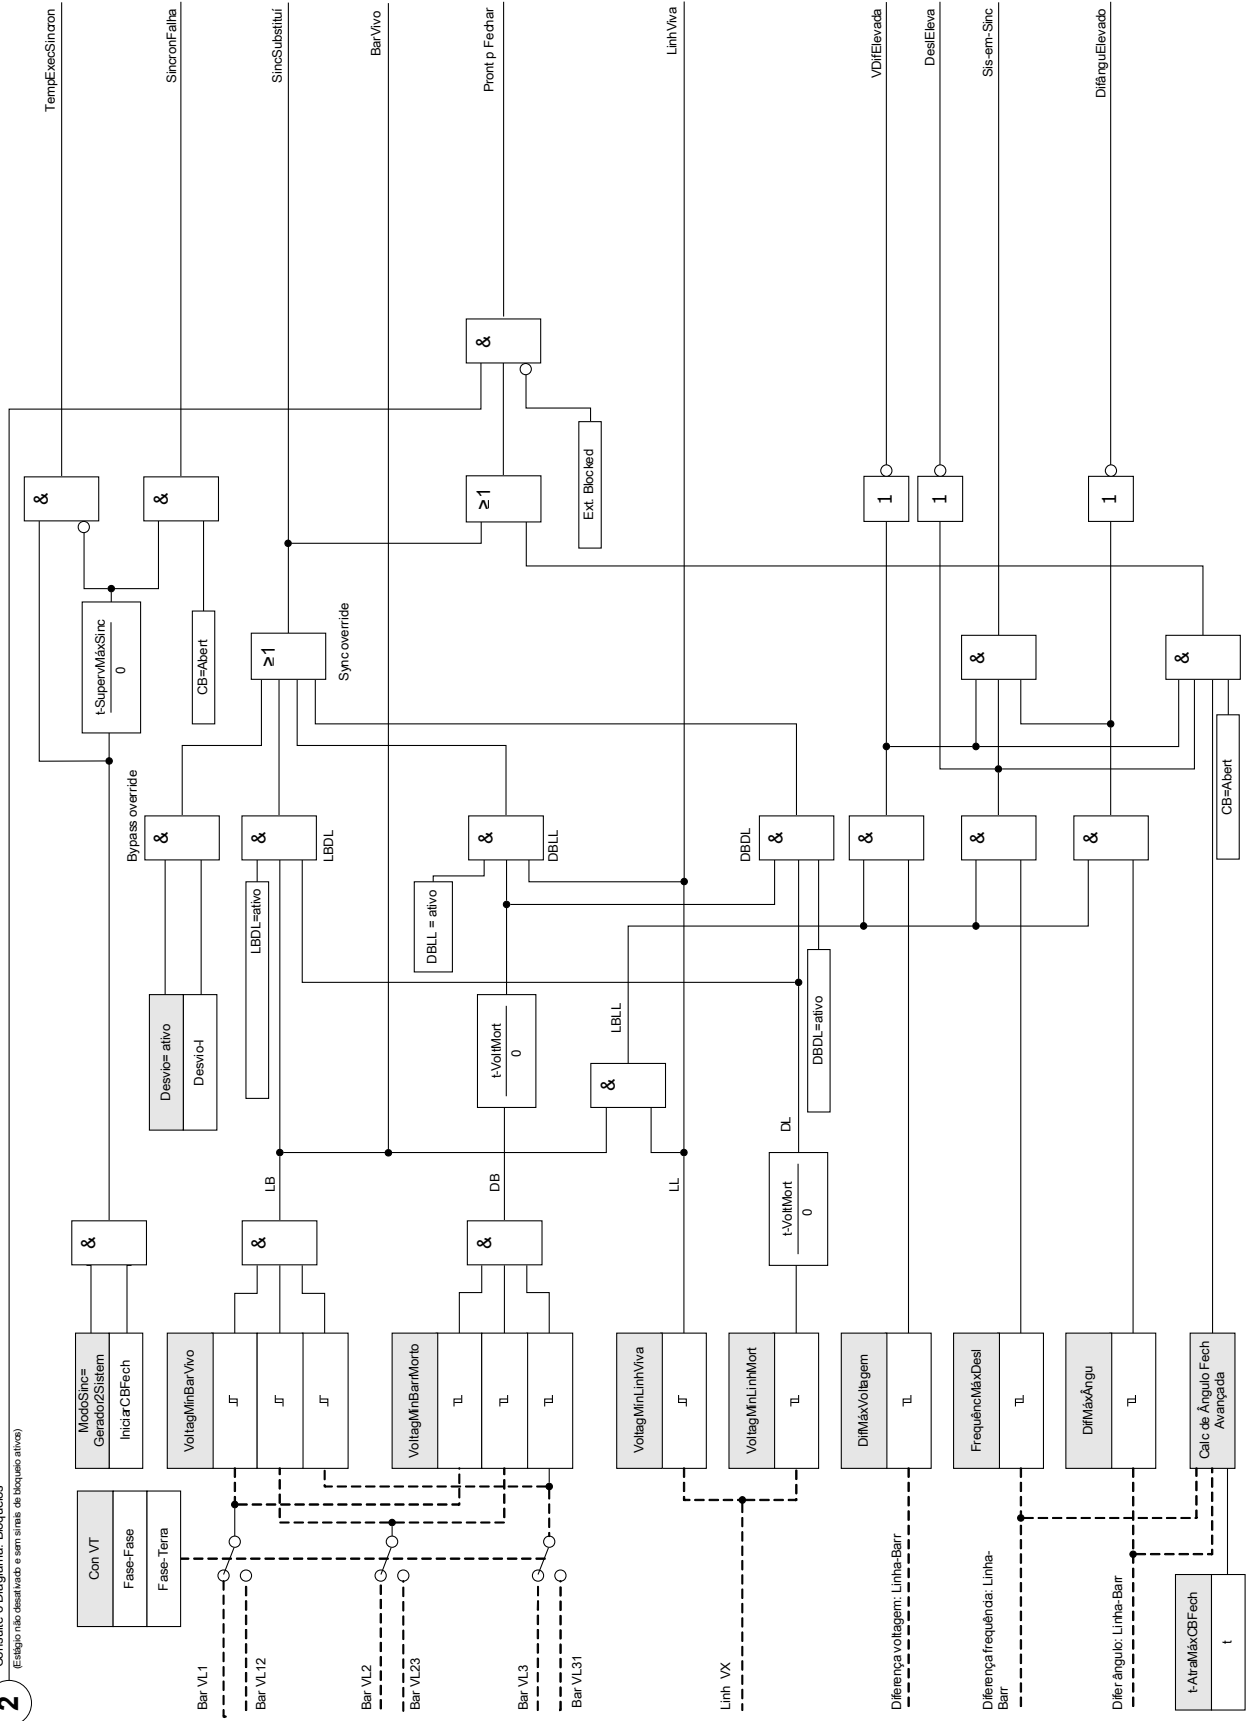 2
Consulte o Diagrama: Bloqueios
(Estágio não desativado e sem sinais de bloqueio ativos)
Con VT
Fase-Fase
Fase-Terra
Bar VL1
Bar VL12
Bar VL2
Bar VL23
Bar VL3
Bar VL31
Linh VX
Diferença voltagem: Linha-Barr
Diferença frequência: Linha-
Barr
Difer ângulo: Linha-Barr
t-AtraMáxCBFech
t
ModoSinc=
Gerador2Sistem
IniciarCBFech
VoltagMinBarVivo
VoltagMinBarrMorto
VoltagMinLinhViva
VoltagMinLinhMort
DifMáxVoltagem
FrequêncMáxDesl
DifMáxÂngu
Calc de Ângulo Fech
Avançada
&
&
&
LB
DB
LL
DL
t-VoltMort
0
t-VoltMort
0
&
LBLL
Desvio= ativo
Desvio-I
LBDL=ativo
DBLL = ativo
DBDL=ativo
Bypass override
&
&
LBDL
&
DBLL
DBDL
&
&
&
&
t-SupervMáxSinc
0
CB=Abert
≥1
Sync override
&
&
CB=Abert
&
&
≥1
Ext. Blocked
1
1
1
&
TempExecSincron
SincronFalha
SincSubstituí
BarVivo
Pront p Fechar
LinhViva
VDifElevada
DeslEleva
Sis-em-Sinc
DifânguElevado